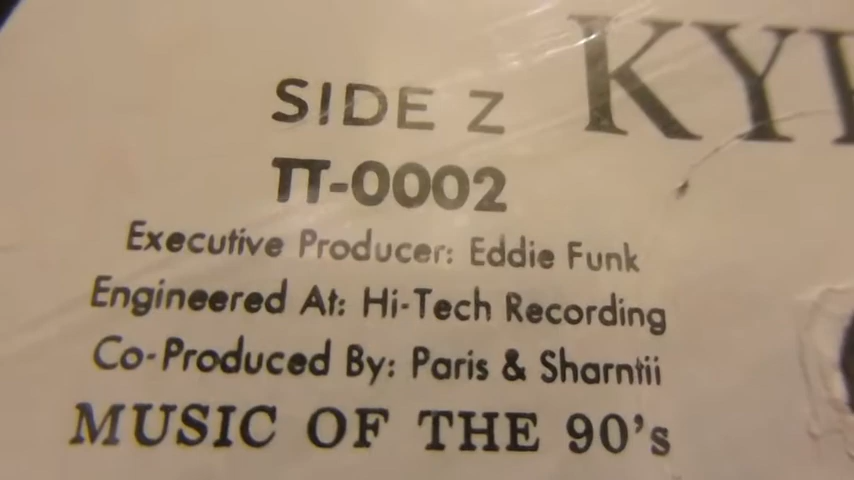 SIDE Z
TT-0002
Executive Producer: Eddie Funk
Engineered At: Hi-Tech Recording
Co-Produced By: Paris & Sharntii
MUSIC OF THE 90's